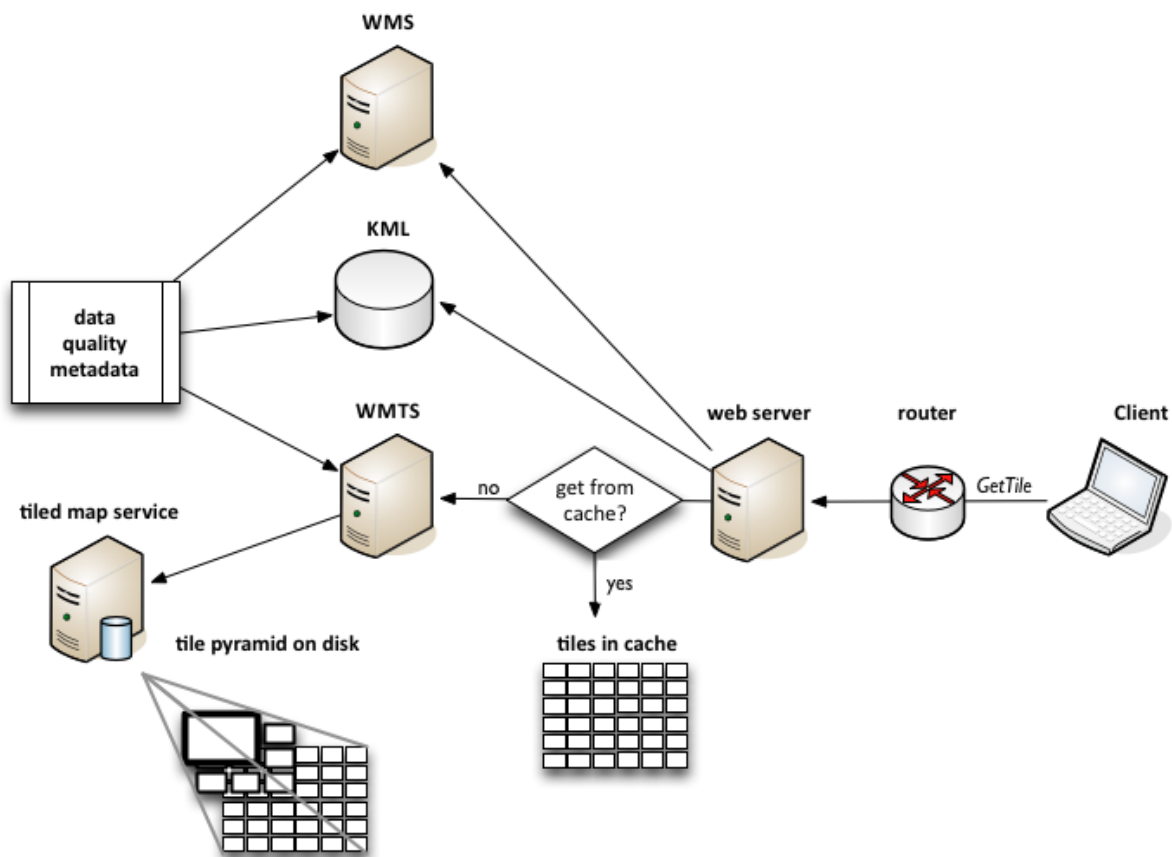 WMS
KML
data
quality
metadata
WMTS
web server
router
Client
get from
cache?
no
GetTile
tiled map service
yes
tile pyramid on disk
tiles in cache